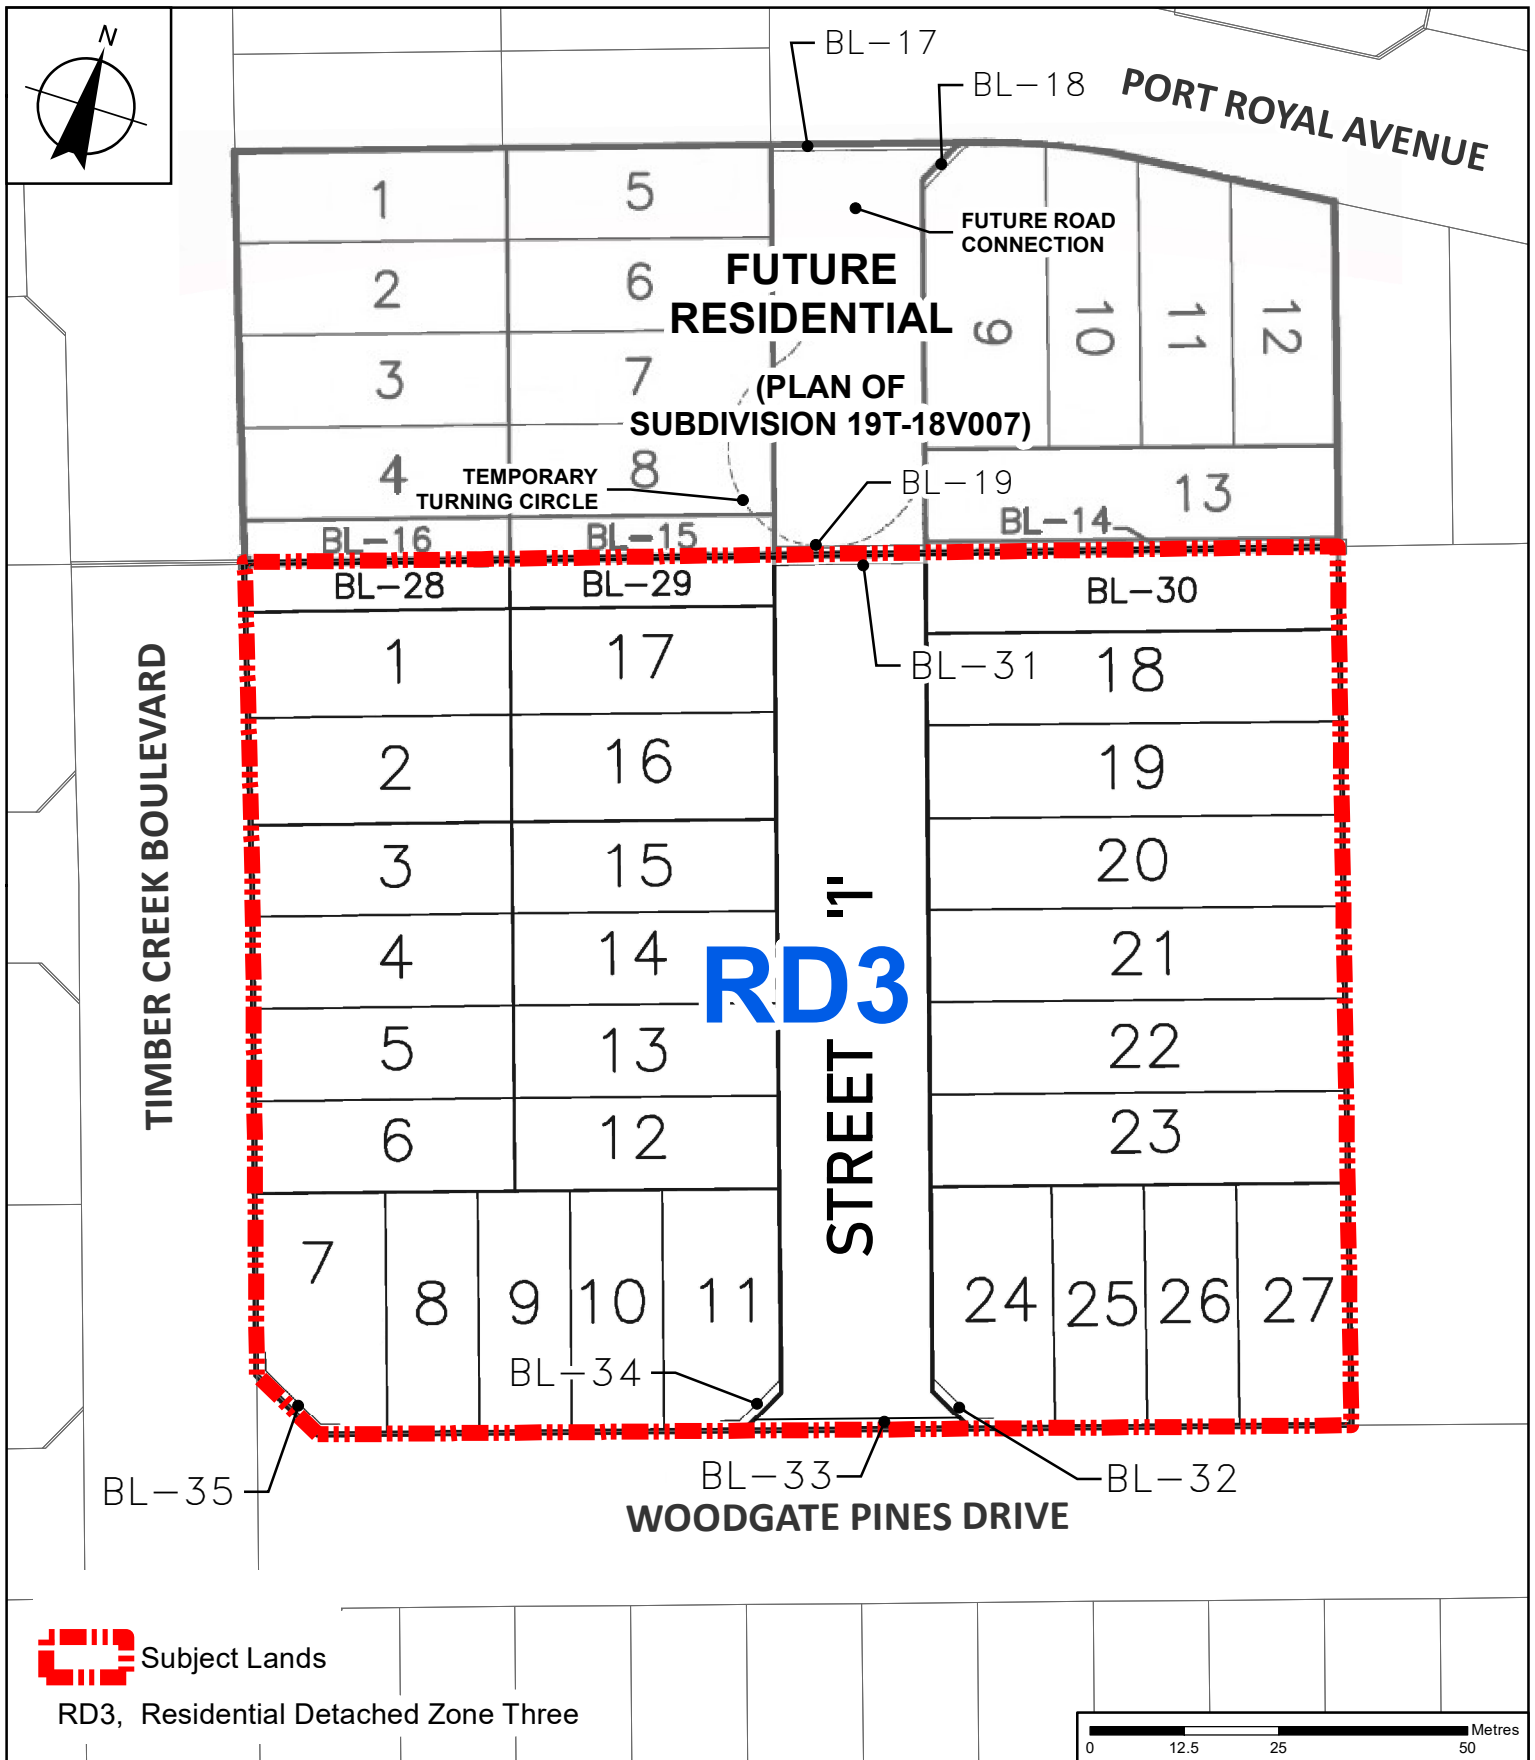 N
BL-17
BL-18
PORT ROYAL AVENUE
1
5
FUTURE ROAD
CONNECTION
2
6
FUTURE
RESIDENTIAL
9
10
11
12
3
7
(PLAN OF
SUBDIVISION 19T-18V007)
4
8
TEMPORARY
TURNING CIRCLE
BL-19
13
BL-14
BL-16
BL-15
BL-28
BL-29
BL-30
1
17
BL-31
18
2
16
19
3
15
20
4
14
21
5
13
22
6
12
23
TIMBER CREEK BOULEVARD
STREET '1'
RD3
7
8
9
10
11
24
25
26
27
BL-34
BL-35
BL-33
BL-32
WOODGATE PINES DRIVE
Subject Lands
RD3, Residential Detached Zone Three
Metres
0 12.5 25 50